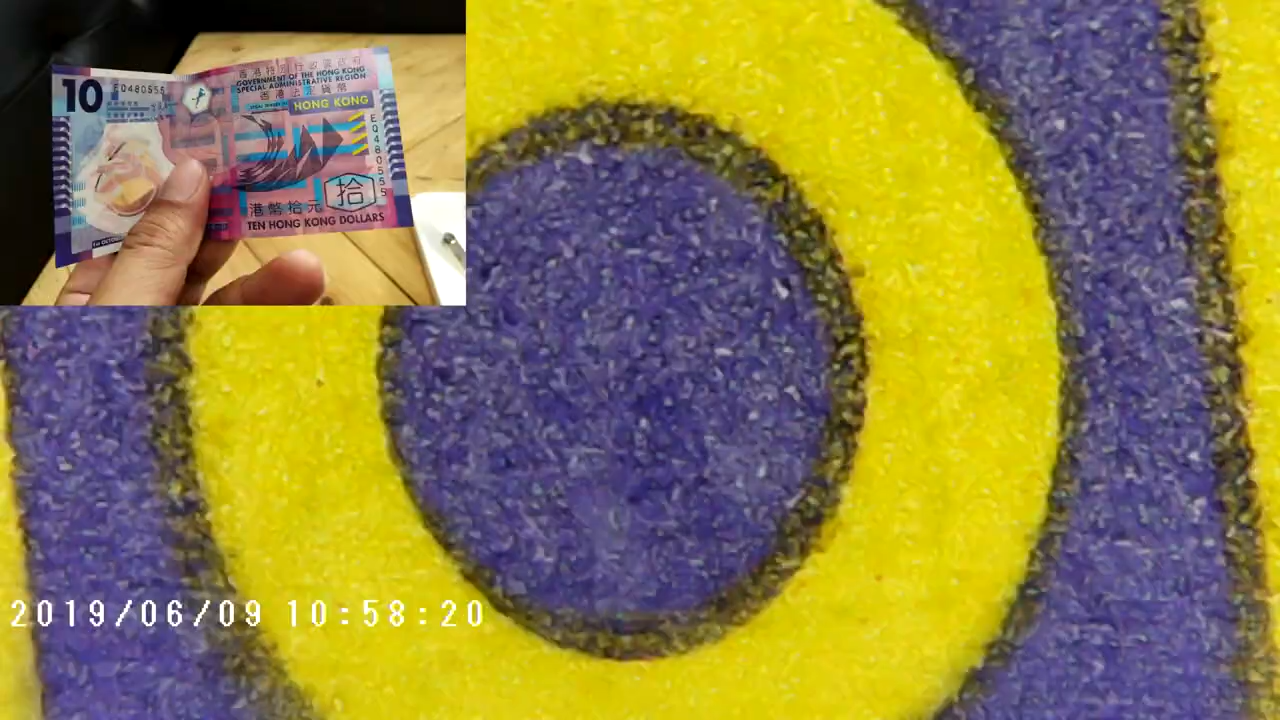 10
EQ480555
香港特別行政區政府
GOVERNMENT OF THE HONG KONG
SPECIAL ADMINISTRATIVE REGION
香港法定貨幣
HONG KONG
EQ480555
拾
港幣拾元
TEN HONG KONG DOLLARS
2019/06/09 10:58:20